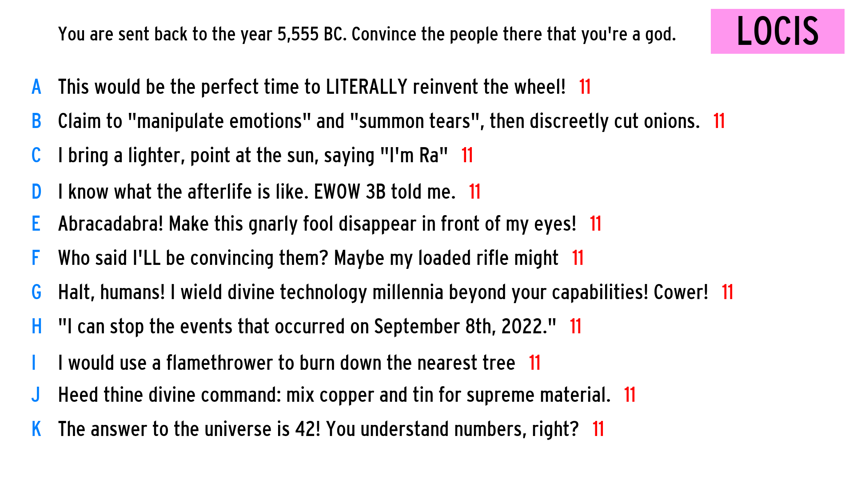 You are sent back to the year 5,555 BC. Convince the people there that you're a god.
LOCIS
A This would be the perfect time to LITERALLY reinvent the wheel! 11
B Claim to "manipulate emotions" and "summon tears", then discreetly cut onions. 11
C I bring a lighter, point at the sun, saying "I'm Ra" 11
D I know what the afterlife is like. EWOW 3B told me. 11
E Abracadabra! Make this gnarly fool disappear in front of my eyes! 11
F Who said I'LL be convincing them? Maybe my loaded rifle might 11
G Halt, humans! I wield divine technology millennia beyond your capabilities! Cower! 11
H "I can stop the events that occurred on September 8th, 2022." 11
I I would use a flamethrower to burn down the nearest tree 11
J Heed thine divine command: mix copper and tin for supreme material. 11
K The answer to the universe is 42! You understand numbers, right? 11